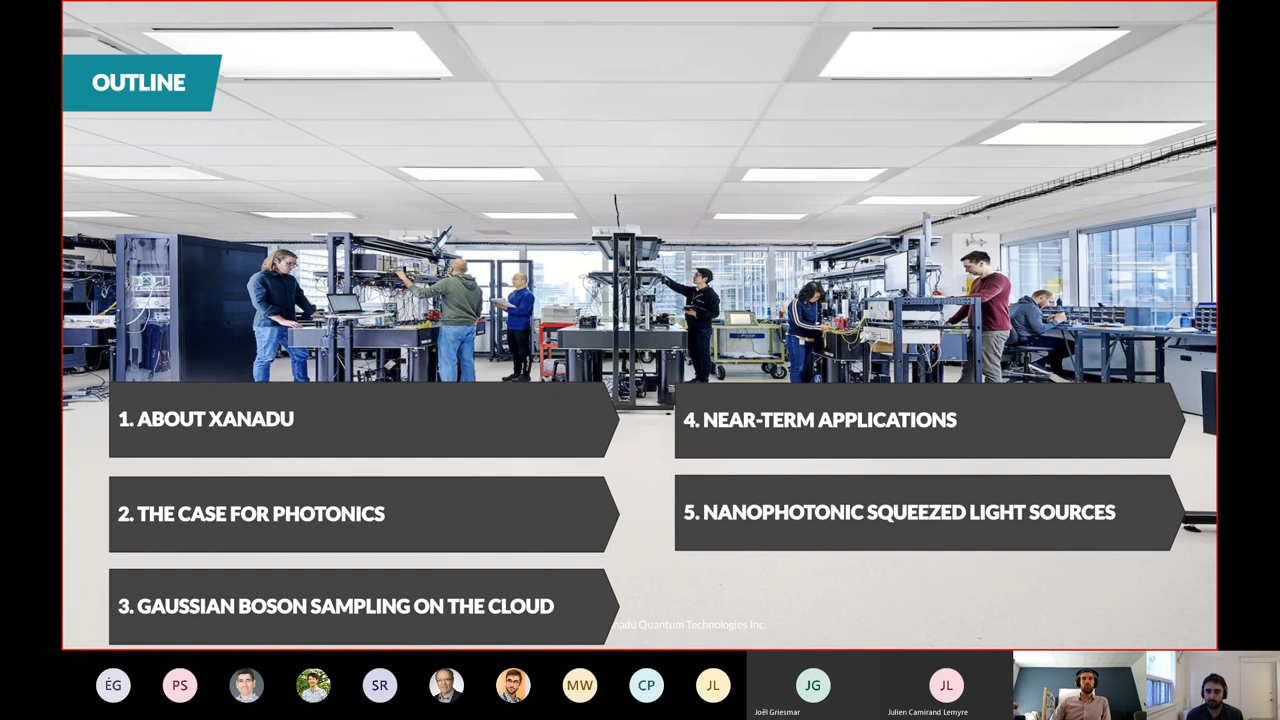 OUTLINE
1. ABOUT XANADU
2. THE CASE FOR PHOTONICS
3. GAUSSIAN BOSON SAMPLING ON THE CLOUD
4. NEAR-TERM APPLICATIONS
5. NANOPHOTONIC SQUEEZED LIGHT SOURCES
nadu Quantum Technologies Inc.
ÉG
PS
SR
MW
CP
JL
JG
Joël Griesmar
JL
Julien Camirand Lemyre